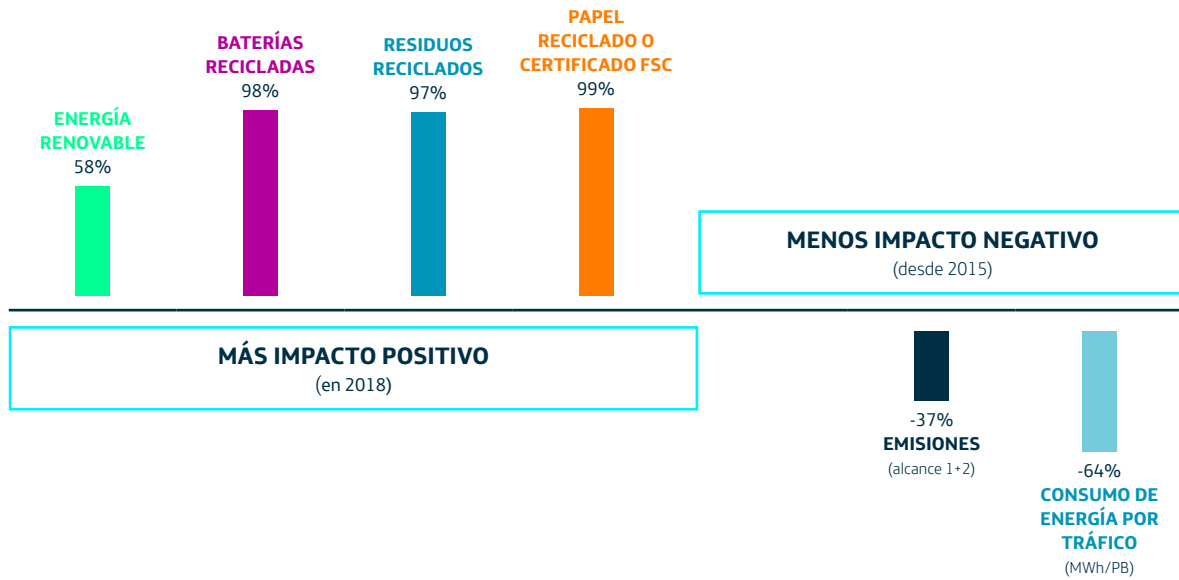 ENERGÍA
RENOVABLE
58%
BATERÍAS
RECICLADAS
98%
RESIDUOS
RECICLADOS
97%
PAPEL
RECICLADO O
CERTIFICADO FSC
99%
MENOS IMPACTO NEGATIVO
(desde 2015)
MÁS IMPACTO POSITIVO
(en 2018)
-37%
EMISIONES
(alcance 1+2)
-64%
CONSUMO DE
ENERGÍA POR
TRÁFICO
(MWh/PB)